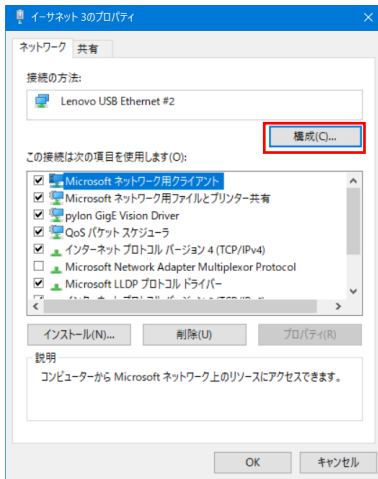 イーサネット 3のプロパティ
ネットワーク 共有
接続の方法:
Lenovo USB Ethernet #2
構成(C)...
この接続は次の項目を使用します(O):
Microsoft ネットワーク用クライアント
Microsoft ネットワーク用ファイルとプリンター共有
pylon GigE Vision Driver
QoS パケット スケジューラ
インターネット プロトコル バージョン 4 (TCP/IPv4)
Microsoft Network Adapter Multiplexor Protocol
Microsoft LLDP プロトコル ドライバー
インストール(N)... 削除(U) プロパティ(R)
説明
コンピューターから Microsoft ネットワーク上のリソースにアクセスできます。
OK キャンセル